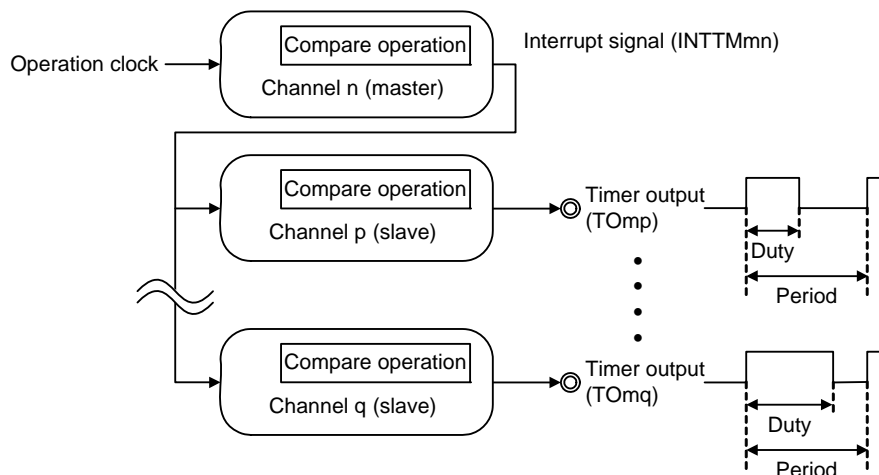 Compare operation
Interrupt signal (INTTMmn)
Operation clock
Channel n (master)
Compare operation
Timer output
(TOmp)
Channel p (slave)
Duty
Period
Compare operation
Timer output
(TOmq)
Channel q (slave)
Duty
Period